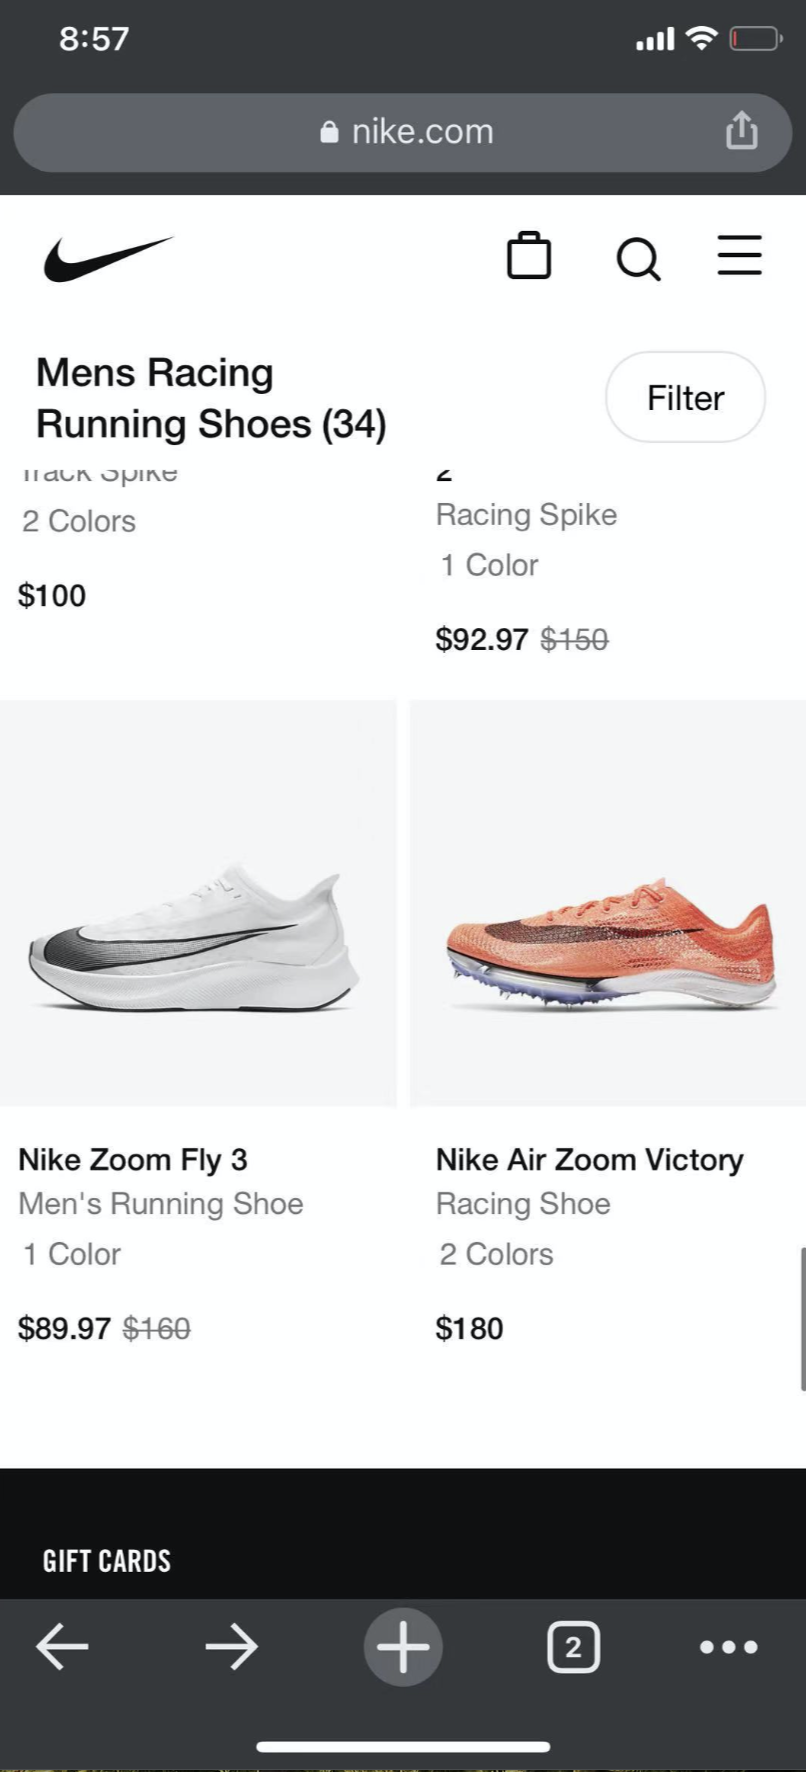 8:57
nike.com
Mens Racing
Running Shoes (34)
Filter
Track Spike
2 Colors
$100
2
Racing Spike
1 Color
$92.97 $150
Nike Zoom Fly 3
Men's Running Shoe
1 Color
$89.97 $160
Nike Air Zoom Victory
Racing Shoe
2 Colors
$180
GIFT CARDS
2